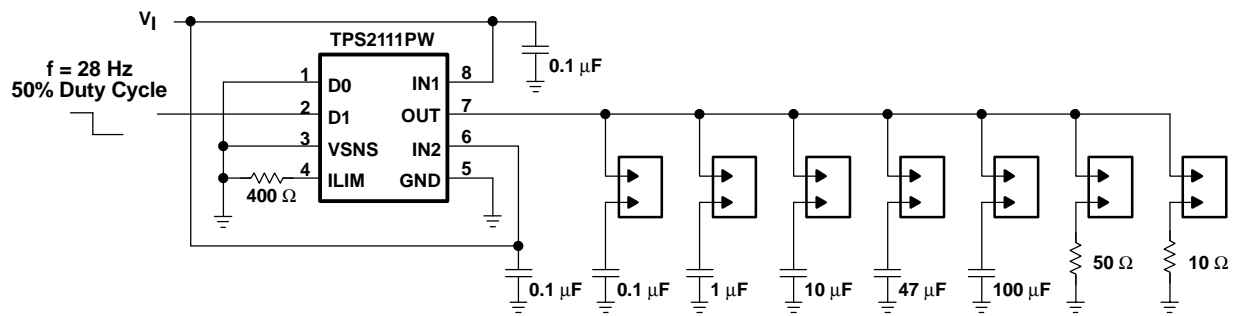 VI
TPS2111PW
f = 28 Hz
50% Duty Cycle
0.1 µF
1
D0
IN1
8
2
D1
OUT
7
3
VSNS
IN2
6
4
ILIM
GND
5
400 Ω
0.1 µF
0.1 µF
1 µF
10 µF
47 µF
100 µF
50 Ω
10 Ω